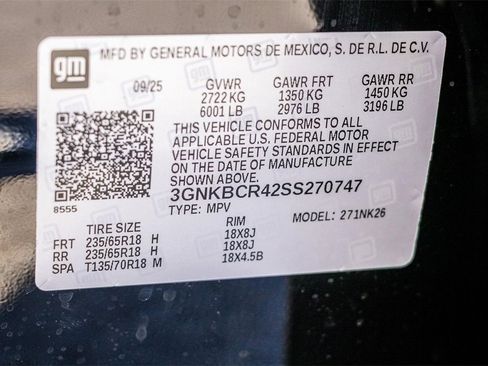 gm
MFD BY GENERAL MOTORS DE MEXICO, S. DE R.L. DE C.V.
09/25 GVWR GAWR FRT GAWR RR
2722 KG 1350 KG 1450 KG
6001 LB 2976 LB 3196 LB
THIS VEHICLE CONFORMS TO ALL
APPLICABLE U.S. FEDERAL MOTOR
VEHICLE SAFETY STANDARDS IN EFFECT
ON THE DATE OF MANUFACTURE
SHOWN ABOVE.
3GNKBCR42SS270747
8555
TYPE: MPV MODEL: 271NK26
TIRE SIZE RIM
FRT 235/65R18 H 18X8J
RR 235/65R18 H 18X8J
SPA T135/70R18 M 18X4.5B